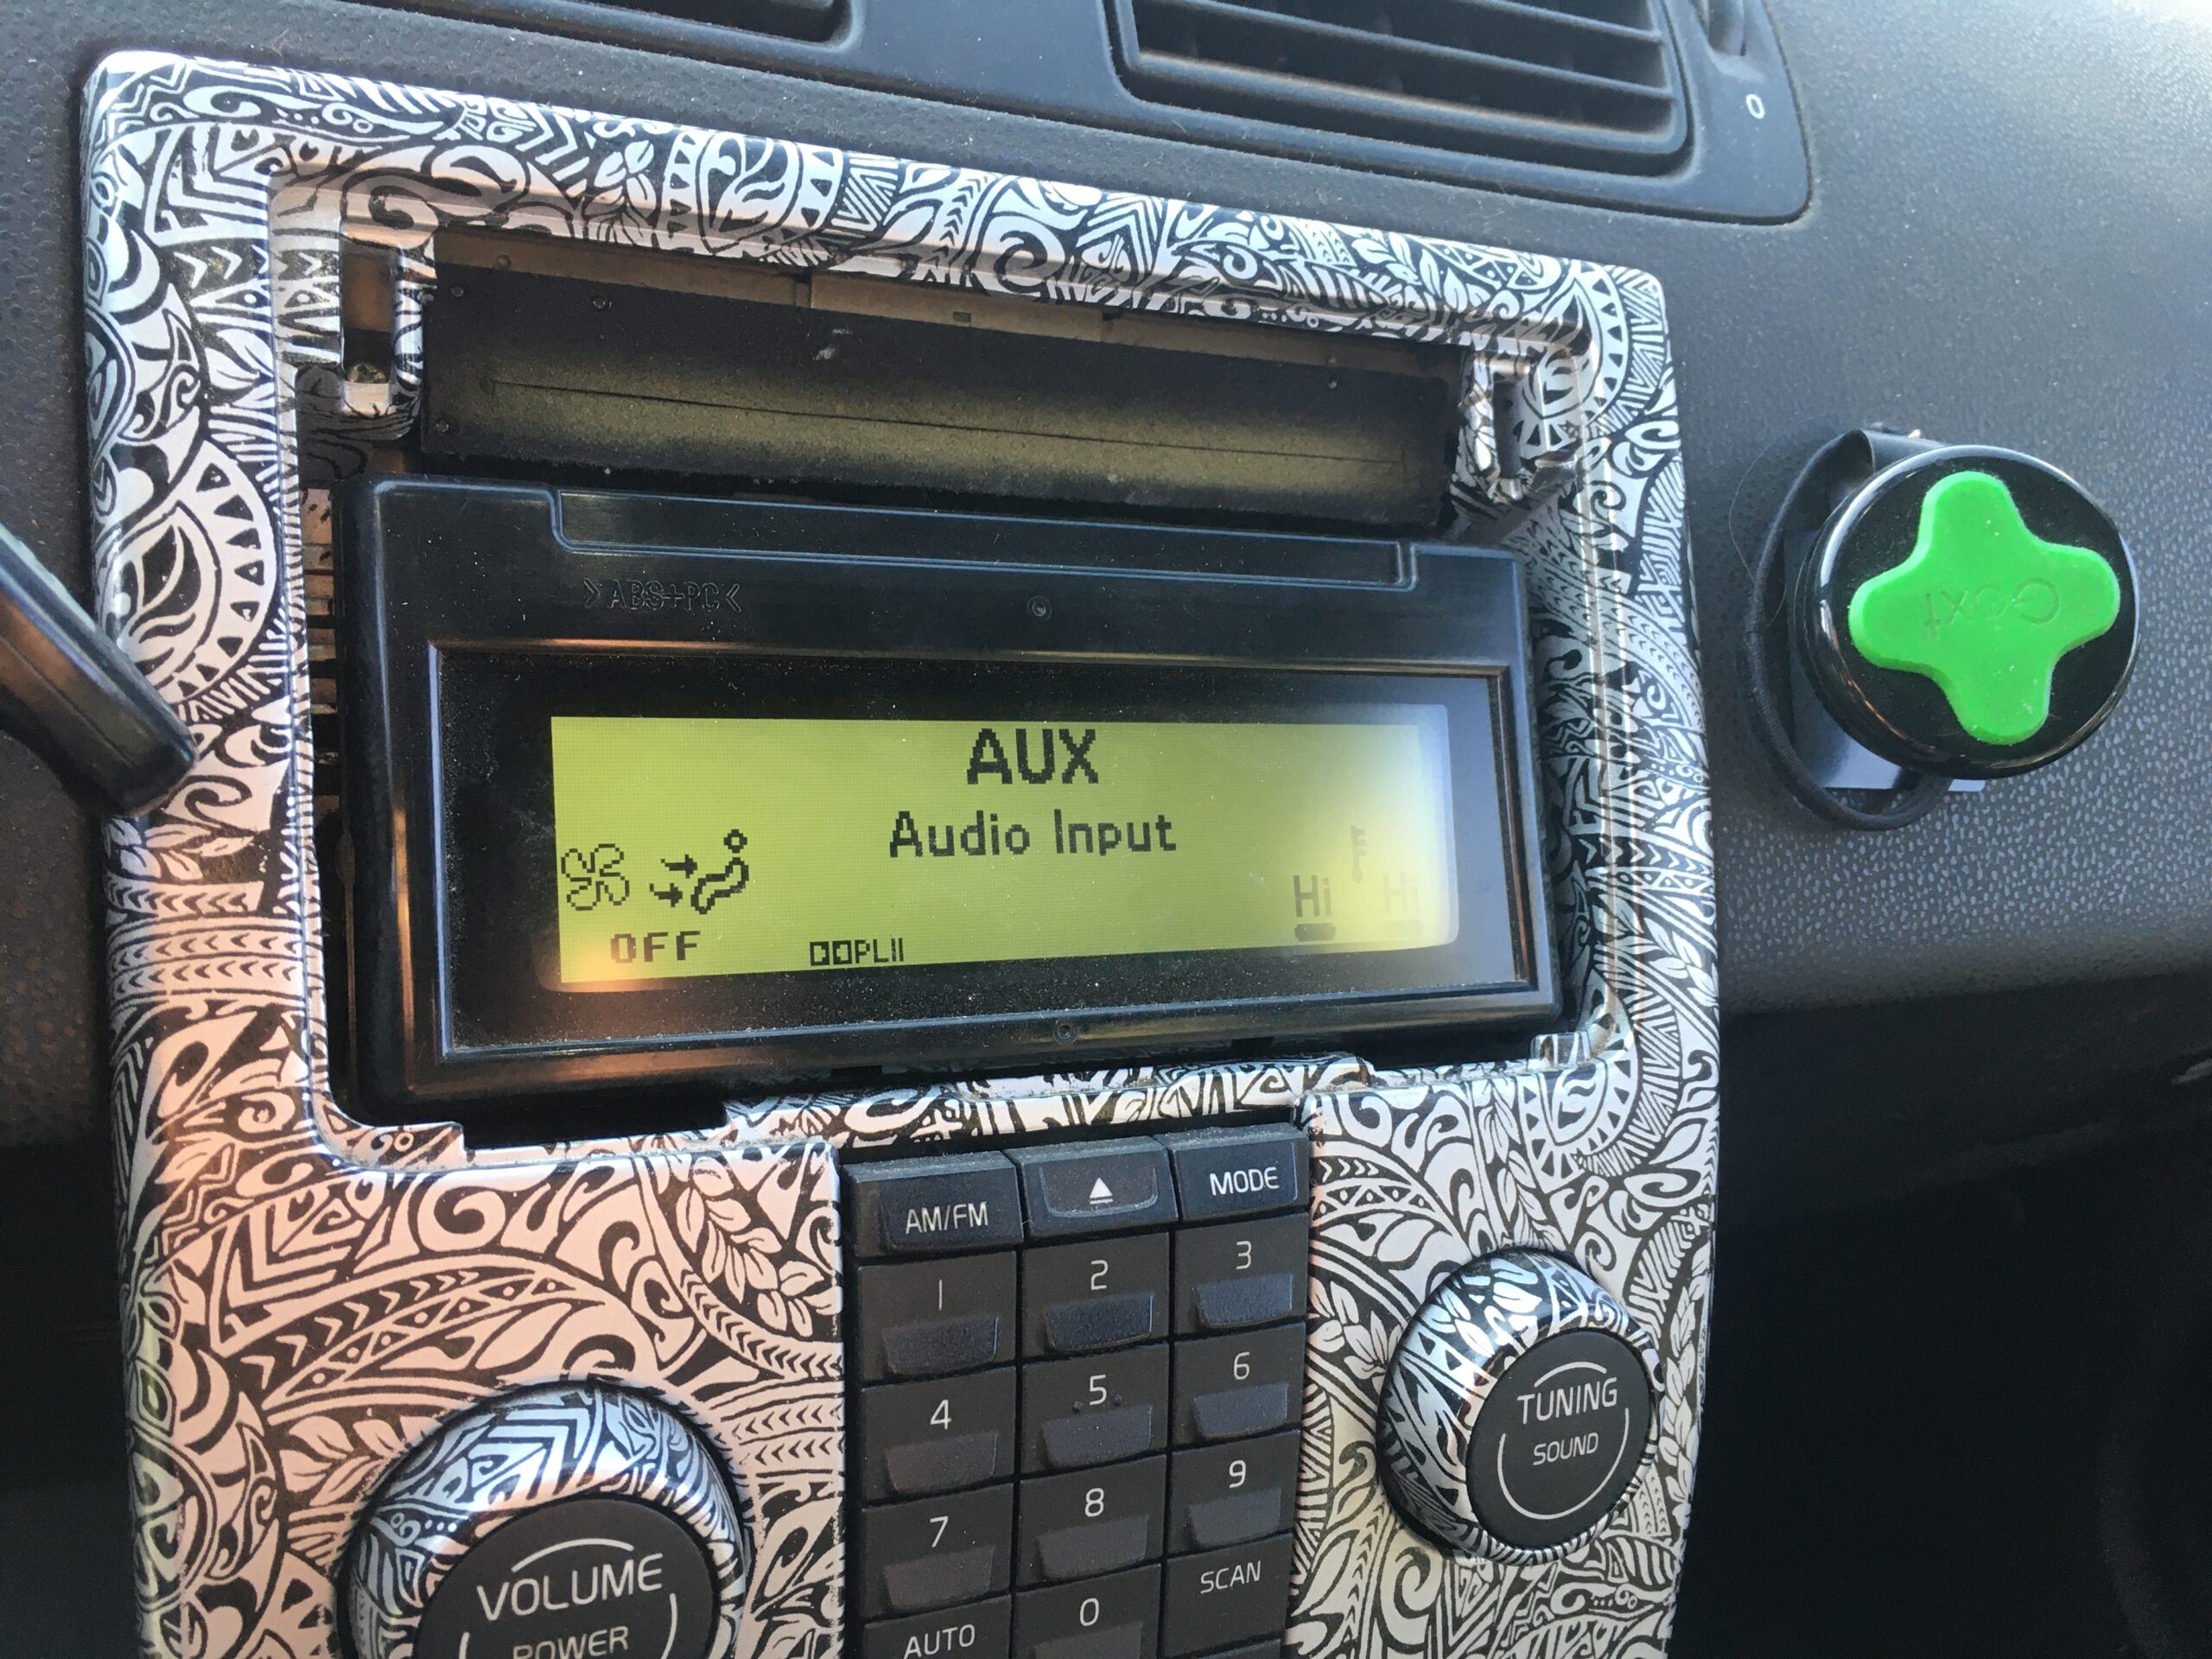 0
>ABS+PC<
AUX
Audio Input
Hi Hi
OFF
PLII
AM/FM
MODE
1 2 3
4 5 6
7 8 9
AUTO 0 SCAN
VOLUME
POWER
TUNING
SOUND